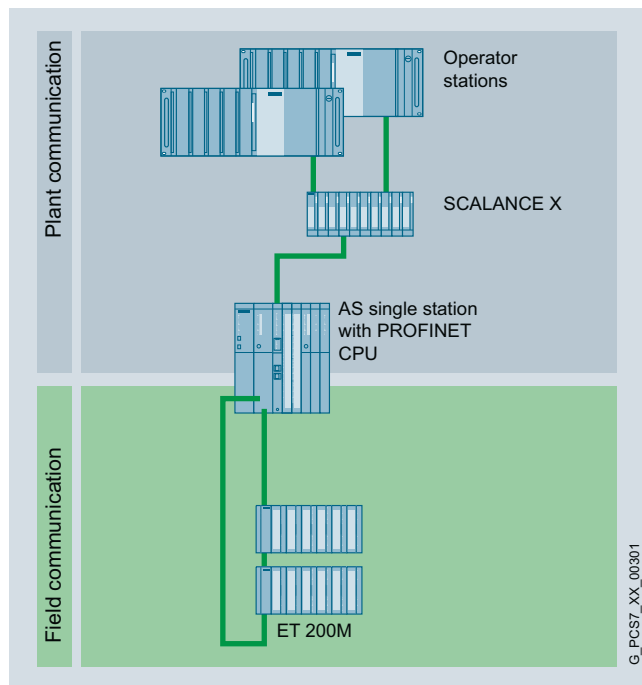 Plant communication
Operator
stations
SCALANCE X
AS single station
with PROFINET
CPU
Field communication
ET 200M
G_PCS7_XX_00301